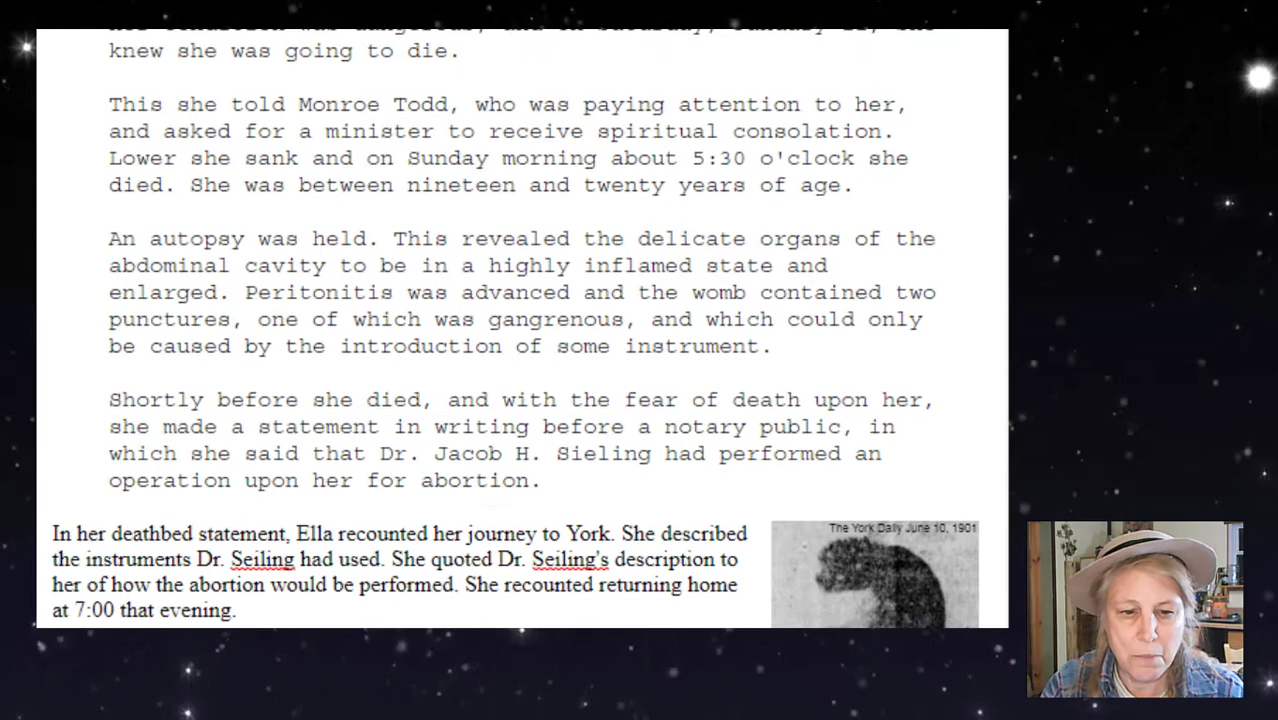 knew she was going to die.
This she told Monroe Todd, who was paying attention to her,
and asked for a minister to receive spiritual consolation.
Lower she sank and on Sunday morning about 5:30 o'clock she
died. She was between nineteen and twenty years of age.
An autopsy was held. This revealed the delicate organs of the
abdominal cavity to be in a highly inflamed state and
enlarged. Peritonitis was advanced and the womb contained two
punctures, one of which was gangrenous, and which could only
be caused by the introduction of some instrument.
Shortly before she died, and with the fear of death upon her,
she made a statement in writing before a notary public, in
which she said that Dr. Jacob H. Sieling had performed an
operation upon her for abortion.
In her deathbed statement, Ella recounted her journey to York. She described
the instruments Dr. Seiling had used. She quoted Dr. Seiling's description to
her of how the abortion would be performed. She recounted returning home
at 7:00 that evening.
The York Daily June 10, 1901